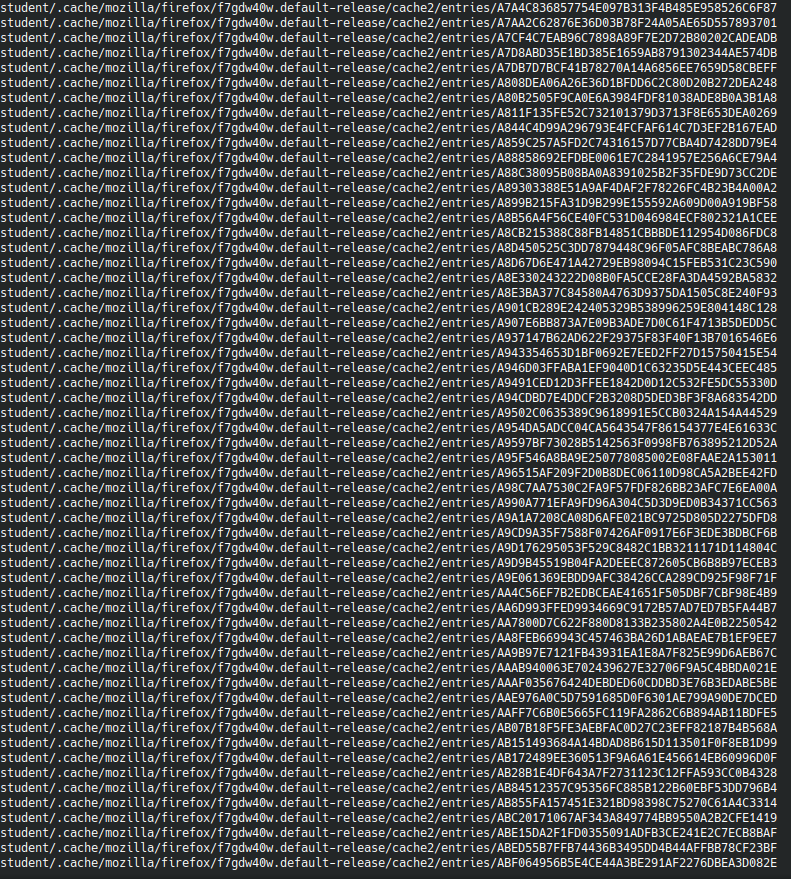 student/.cache/mozilla/firefox/f7gdw40w.default-release/cache2/entries/A7A4C836857754E097B313F4B485E958526C6F87
student/.cache/mozilla/firefox/f7gdw40w.default-release/cache2/entries/A7AA2C62876E36D03B78F24A05AE65D557893701
student/.cache/mozilla/firefox/f7gdw40w.default-release/cache2/entries/A7CF4C7EAB96C7898A89F7E2D72B80202CADEADB
student/.cache/mozilla/firefox/f7gdw40w.default-release/cache2/entries/A7D8ABD35E1BD385E1659AB8791302344AE574DB
student/.cache/mozilla/firefox/f7gdw40w.default-release/cache2/entries/A7DB7D7BCF41B78270A14A6856EE7659D58CBEFF
student/.cache/mozilla/firefox/f7gdw40w.default-release/cache2/entries/A808DEA06A26E36D1BFDD6C2C80D20B272DEA248
student/.cache/mozilla/firefox/f7gdw40w.default-release/cache2/entries/A80B2505F9CA0E6A3984FDF81038ADE8B0A3B1A8
student/.cache/mozilla/firefox/f7gdw40w.default-release/cache2/entries/A811F135FE52C732101379D3713F8E653DEA0269
student/.cache/mozilla/firefox/f7gdw40w.default-release/cache2/entries/A844C4D99A296793E4FCFAF614C7D3EF2B167EAD
student/.cache/mozilla/firefox/f7gdw40w.default-release/cache2/entries/A859C257A5FD2C74316157D77CBA4D7428DD79E4
student/.cache/mozilla/firefox/f7gdw40w.default-release/cache2/entries/A88858692EFDBE0061E7C2841957E256A6CE79A4
student/.cache/mozilla/firefox/f7gdw40w.default-release/cache2/entries/A88C38095B08BA0A8391025B2F35FDE9D73CC2DE
student/.cache/mozilla/firefox/f7gdw40w.default-release/cache2/entries/A89303388E51A9AF4DAF2F78226FC4B23B4A00A2
student/.cache/mozilla/firefox/f7gdw40w.default-release/cache2/entries/A899B215FA31D9B299E155592A609D00A919BF58
student/.cache/mozilla/firefox/f7gdw40w.default-release/cache2/entries/A8B56A4F56CE40FC531D046984ECF802321A1CEE
student/.cache/mozilla/firefox/f7gdw40w.default-release/cache2/entries/A8CB215388C88FB14851CBBBDE112954D086FDC8
student/.cache/mozilla/firefox/f7gdw40w.default-release/cache2/entries/A8D450525C3DD7879448C96F05AFC8BEABC786A8
student/.cache/mozilla/firefox/f7gdw40w.default-release/cache2/entries/A8D67D6E471A42729EB98094C15FEB531C23C590
student/.cache/mozilla/firefox/f7gdw40w.default-release/cache2/entries/A8E330243222D08B0FA5CCE28FA3DA4592BA5832
student/.cache/mozilla/firefox/f7gdw40w.default-release/cache2/entries/A8E3BA377C84580A4763D9375DA1505C8E240F93
student/.cache/mozilla/firefox/f7gdw40w.default-release/cache2/entries/A901CB289E242405329B538996259E804148C128
student/.cache/mozilla/firefox/f7gdw40w.default-release/cache2/entries/A907E6BB873A7E09B3ADE7D0C61F4713B5DEDD5C
student/.cache/mozilla/firefox/f7gdw40w.default-release/cache2/entries/A937147B62AD622F29375F83F40F13B7016546E6
student/.cache/mozilla/firefox/f7gdw40w.default-release/cache2/entries/A943354653D1BF0692E7EED2FF27D15750415E54
student/.cache/mozilla/firefox/f7gdw40w.default-release/cache2/entries/A946D03FFABA1EF9040D1C63235D5E443CEEC485
student/.cache/mozilla/firefox/f7gdw40w.default-release/cache2/entries/A9491CED12D3FFEE1842D0D12C532FE5DC55330D
student/.cache/mozilla/firefox/f7gdw40w.default-release/cache2/entries/A94CDBD7E4DDCF2B3208D5DED3BF3F8A683542DD
student/.cache/mozilla/firefox/f7gdw40w.default-release/cache2/entries/A9502C0635389C9618991E5CCB0324A154A44529
student/.cache/mozilla/firefox/f7gdw40w.default-release/cache2/entries/A954DA5ADCC04CA5643547F86154377E4E61633C
student/.cache/mozilla/firefox/f7gdw40w.default-release/cache2/entries/A9597BF73028B5142563F0998FB763895212D52A
student/.cache/mozilla/firefox/f7gdw40w.default-release/cache2/entries/A95F546A8BA9E250778085002E08FAAE2A153011
student/.cache/mozilla/firefox/f7gdw40w.default-release/cache2/entries/A96515AF209F2D0B8DEC06110D98CA5A2BEE42FD
student/.cache/mozilla/firefox/f7gdw40w.default-release/cache2/entries/A98C7AA7530C2FA9F57FDF826BB23AFC7E6EA00A
student/.cache/mozilla/firefox/f7gdw40w.default-release/cache2/entries/A990A771EFA9FD96A304C5D3D9ED0B34371CC563
student/.cache/mozilla/firefox/f7gdw40w.default-release/cache2/entries/A9A1A7208CA08D6AFE021BC9725D805D2275DFD8
student/.cache/mozilla/firefox/f7gdw40w.default-release/cache2/entries/A9CD9A35F7588F07426AF0917E6F3EDE3BDBCF6B
student/.cache/mozilla/firefox/f7gdw40w.default-release/cache2/entries/A9D176295053F529C8482C1BB3211171D114804C
student/.cache/mozilla/firefox/f7gdw40w.default-release/cache2/entries/A9D9B45519B04FA2DEEEC872605CB6B8B97ECEB3
student/.cache/mozilla/firefox/f7gdw40w.default-release/cache2/entries/A9E061369EBDD9AFC38426CCA289CD925F98F71F
student/.cache/mozilla/firefox/f7gdw40w.default-release/cache2/entries/AA4C56EF7B2EDBCEAE41651F505DBF7CBF98E4B9
student/.cache/mozilla/firefox/f7gdw40w.default-release/cache2/entries/AA6D993FFED9934669C9172B57AD7ED7B5FA44B7
student/.cache/mozilla/firefox/f7gdw40w.default-release/cache2/entries/AA7800D7C622F880D8133B235802A4E0B2250542
student/.cache/mozilla/firefox/f7gdw40w.default-release/cache2/entries/AA8FEB669943C457463BA26D1ABAEAE7B1EF9EE7
student/.cache/mozilla/firefox/f7gdw40w.default-release/cache2/entries/AA9B97E7121FB43931EA1E8A7F825E99D6AEB67C
student/.cache/mozilla/firefox/f7gdw40w.default-release/cache2/entries/AAAB940063E702439627E32706F9A5C4BBDA021E
student/.cache/mozilla/firefox/f7gdw40w.default-release/cache2/entries/AAAF035676424DEBDED60CDDBD3E76B3EDABE5BE
student/.cache/mozilla/firefox/f7gdw40w.default-release/cache2/entries/AAE976A0C5D7591685D0F6301AE799A90DE7DCED
student/.cache/mozilla/firefox/f7gdw40w.default-release/cache2/entries/AAFF7C6B0E5665FC119FA2862C6B894AB11BDFE5
student/.cache/mozilla/firefox/f7gdw40w.default-release/cache2/entries/AB07B18F5FE3AEBFAC0D27C23EFF82187B4B568A
student/.cache/mozilla/firefox/f7gdw40w.default-release/cache2/entries/AB151493684A14BDAD8B615D113501F0F8EB1D99
student/.cache/mozilla/firefox/f7gdw40w.default-release/cache2/entries/AB172489EE360513F9A6A61E456614EB60996D0F
student/.cache/mozilla/firefox/f7gdw40w.default-release/cache2/entries/AB28B1E4DF643A7F2731123C12FFA593CC0B4328
student/.cache/mozilla/firefox/f7gdw40w.default-release/cache2/entries/AB84512357C95356FC885B122B60EBF53DD796B4
student/.cache/mozilla/firefox/f7gdw40w.default-release/cache2/entries/AB855FA157451E321BD98398C75270C61A4C3314
student/.cache/mozilla/firefox/f7gdw40w.default-release/cache2/entries/ABC20171067AF343A849774BB9550A2B2CFE1419
student/.cache/mozilla/firefox/f7gdw40w.default-release/cache2/entries/ABE15DA2F1FD0355091ADFB3CE241E2C7ECB8BAF
student/.cache/mozilla/firefox/f7gdw40w.default-release/cache2/entries/ABED55B7FFB74436B3495DD4B44AFFBB78CF23BF
student/.cache/mozilla/firefox/f7gdw40w.default-release/cache2/entries/ABF064956B5E4CE44A3BE291AF2276DBEA3D082E